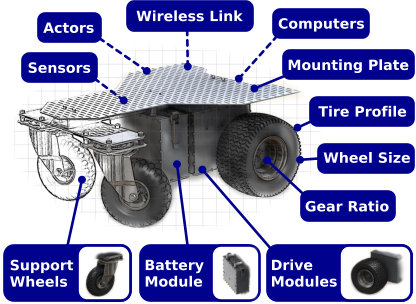 Wireless Link
Actors
Computers
Sensors
Mounting Plate
Tire Profile
Wheel Size
Gear Ratio
Support
Wheels
Battery
Module
Drive
Modules